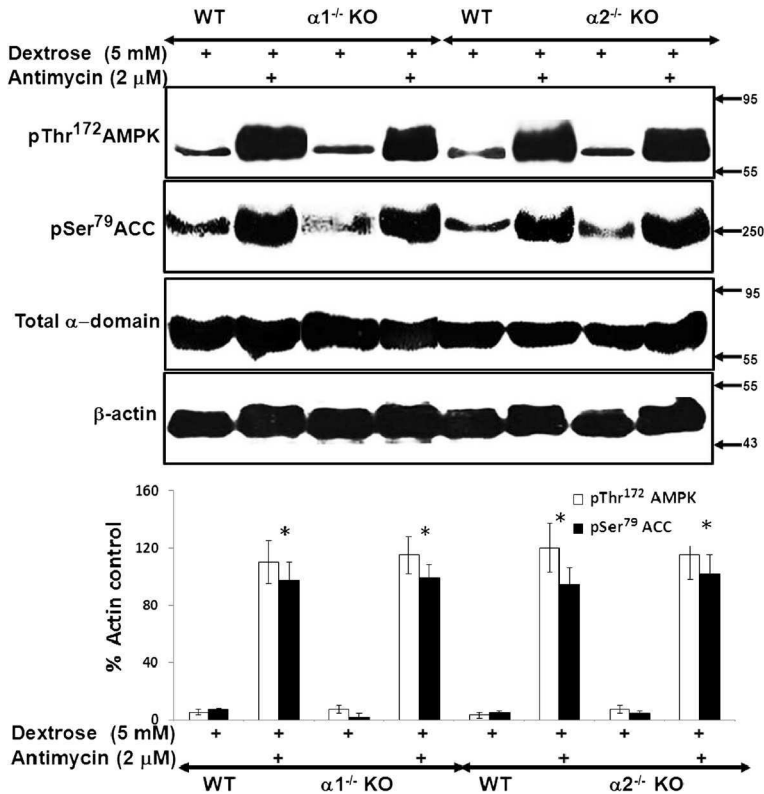 WT α1⁻/⁻ KO WT α2⁻/⁻ KO
Dextrose (5 mM) + + + + + + + +
Antimycin (2 μM) + + + +
pThr¹⁷²AMPK
95
55
pSer⁷⁹ACC
250
Total α–domain
95
55
β-actin
55
43
% Actin control
160
120
80
40
0
pThr¹⁷² AMPK
pSer⁷⁹ ACC
* * * *
Dextrose (5 mM) + + + + + + + +
Antimycin (2 μM) + + + +
WT α1⁻/⁻ KO WT α2⁻/⁻ KO